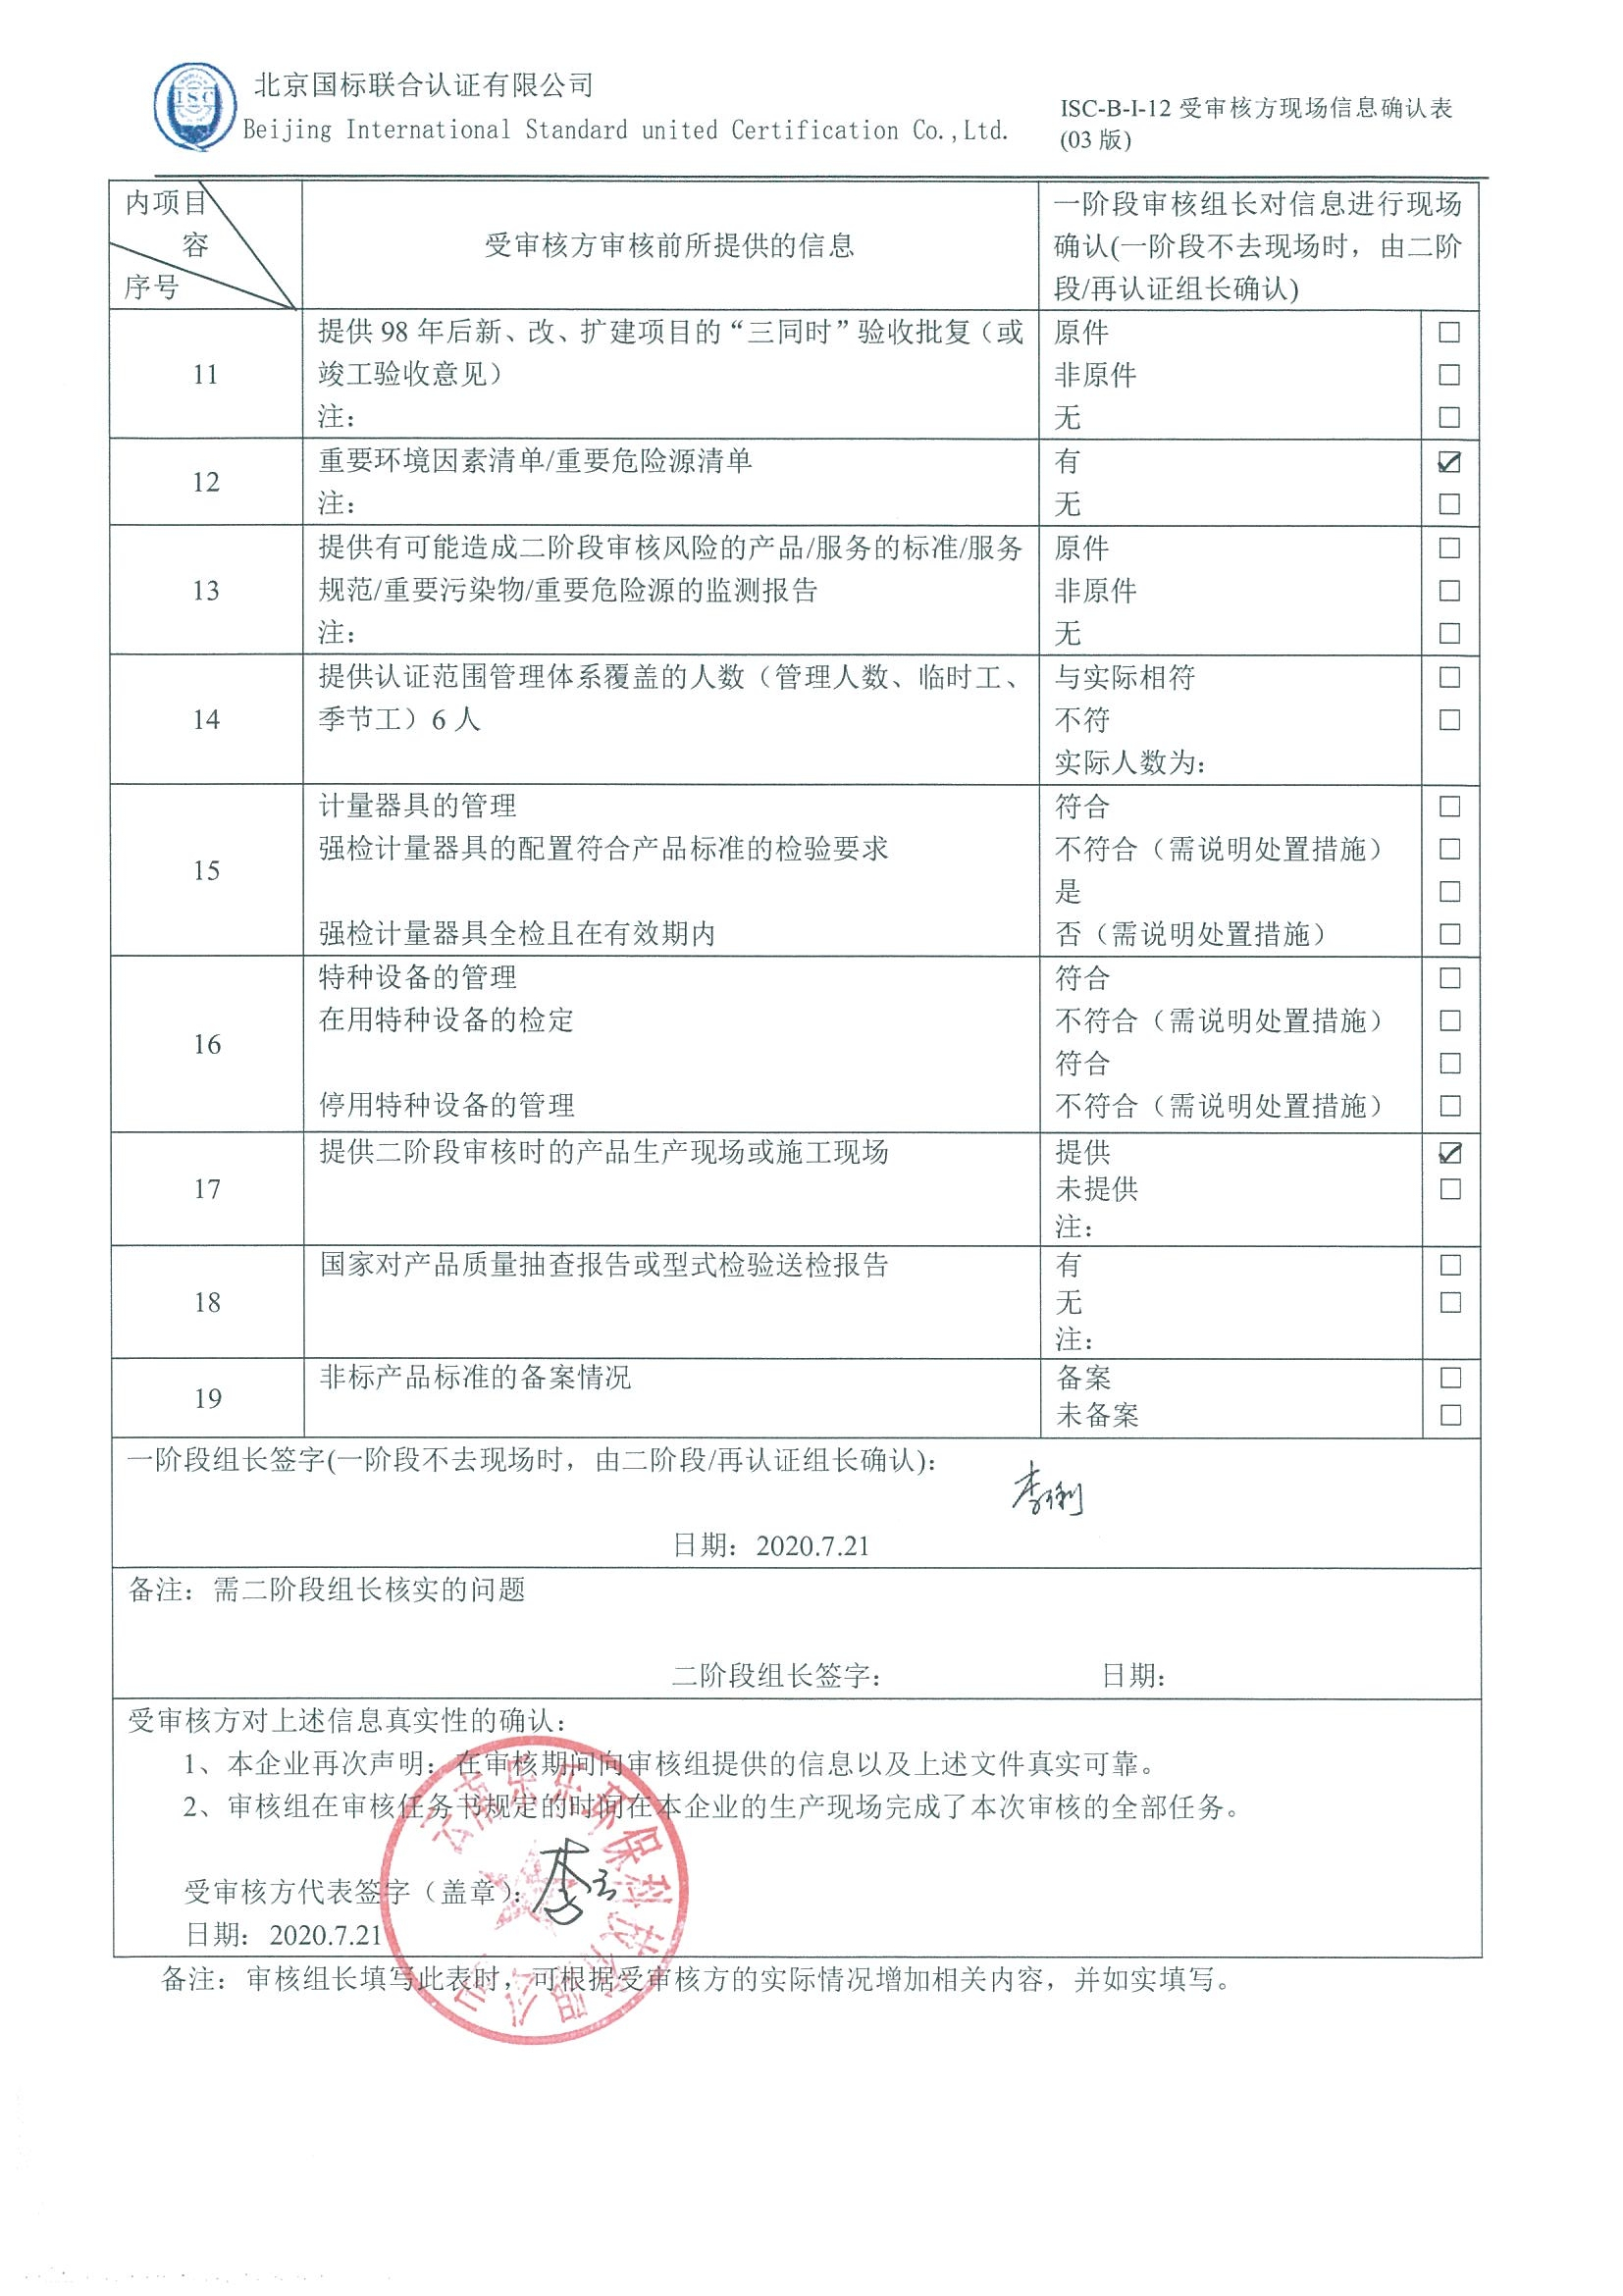 北京国标联合认证有限公司
Beijing International Standard united Certification Co.,Ltd.
ISC-B-I-12 受审核方现场信息确认表
(03 版)
ISC
内项目
容
序号
受审核方审核前所提供的信息
一阶段审核组长对信息进行现场
确认(一阶段不去现场时，由二阶
段/再认证组长确认)
11
提供 98 年后新、改、扩建项目的“三同时”验收批复（或
竣工验收意见）
注：
原件 □
非原件 □
无 □
12
重要环境因素清单/重要危险源清单
注：
有 ☑
无 □
13
提供有可能造成二阶段审核风险的产品/服务的标准/服务
规范/重要污染物/重要危险源的监测报告
注：
原件 □
非原件 □
无 □
14
提供认证范围管理体系覆盖的人数（管理人数、临时工、
季节工）6 人
与实际相符 □
不符 □
实际人数为：
15
计量器具的管理
强检计量器具的配置符合产品标准的检验要求
强检计量器具全检且在有效期内
符合 □
不符合（需说明处置措施） □
是 □
否（需说明处置措施） □
16
特种设备的管理
在用特种设备的检定
停用特种设备的管理
符合 □
不符合（需说明处置措施） □
符合 □
不符合（需说明处置措施） □
17
提供二阶段审核时的产品生产现场或施工现场
提供 ☑
未提供 □
注：
18
国家对产品质量抽查报告或型式检验送检报告
有 □
无 □
注：
19
非标产品标准的备案情况
备案 □
未备案 □
一阶段组长签字(一阶段不去现场时，由二阶段/再认证组长确认)：
日期：2020.7.21
备注：需二阶段组长核实的问题
二阶段组长签字： 日期：
受审核方对上述信息真实性的确认：
1、本企业再次声明：在审核期间向审核组提供的信息以及上述文件真实可靠。
2、审核组在审核任务书规定的时间在本企业的生产现场完成了本次审核的全部任务。
受审核方代表签字（盖章）：
日期：2020.7.21
云南乐乐环保科技有限公司
备注：审核组长填写此表时，可根据受审核方的实际情况增加相关内容，并如实填写。